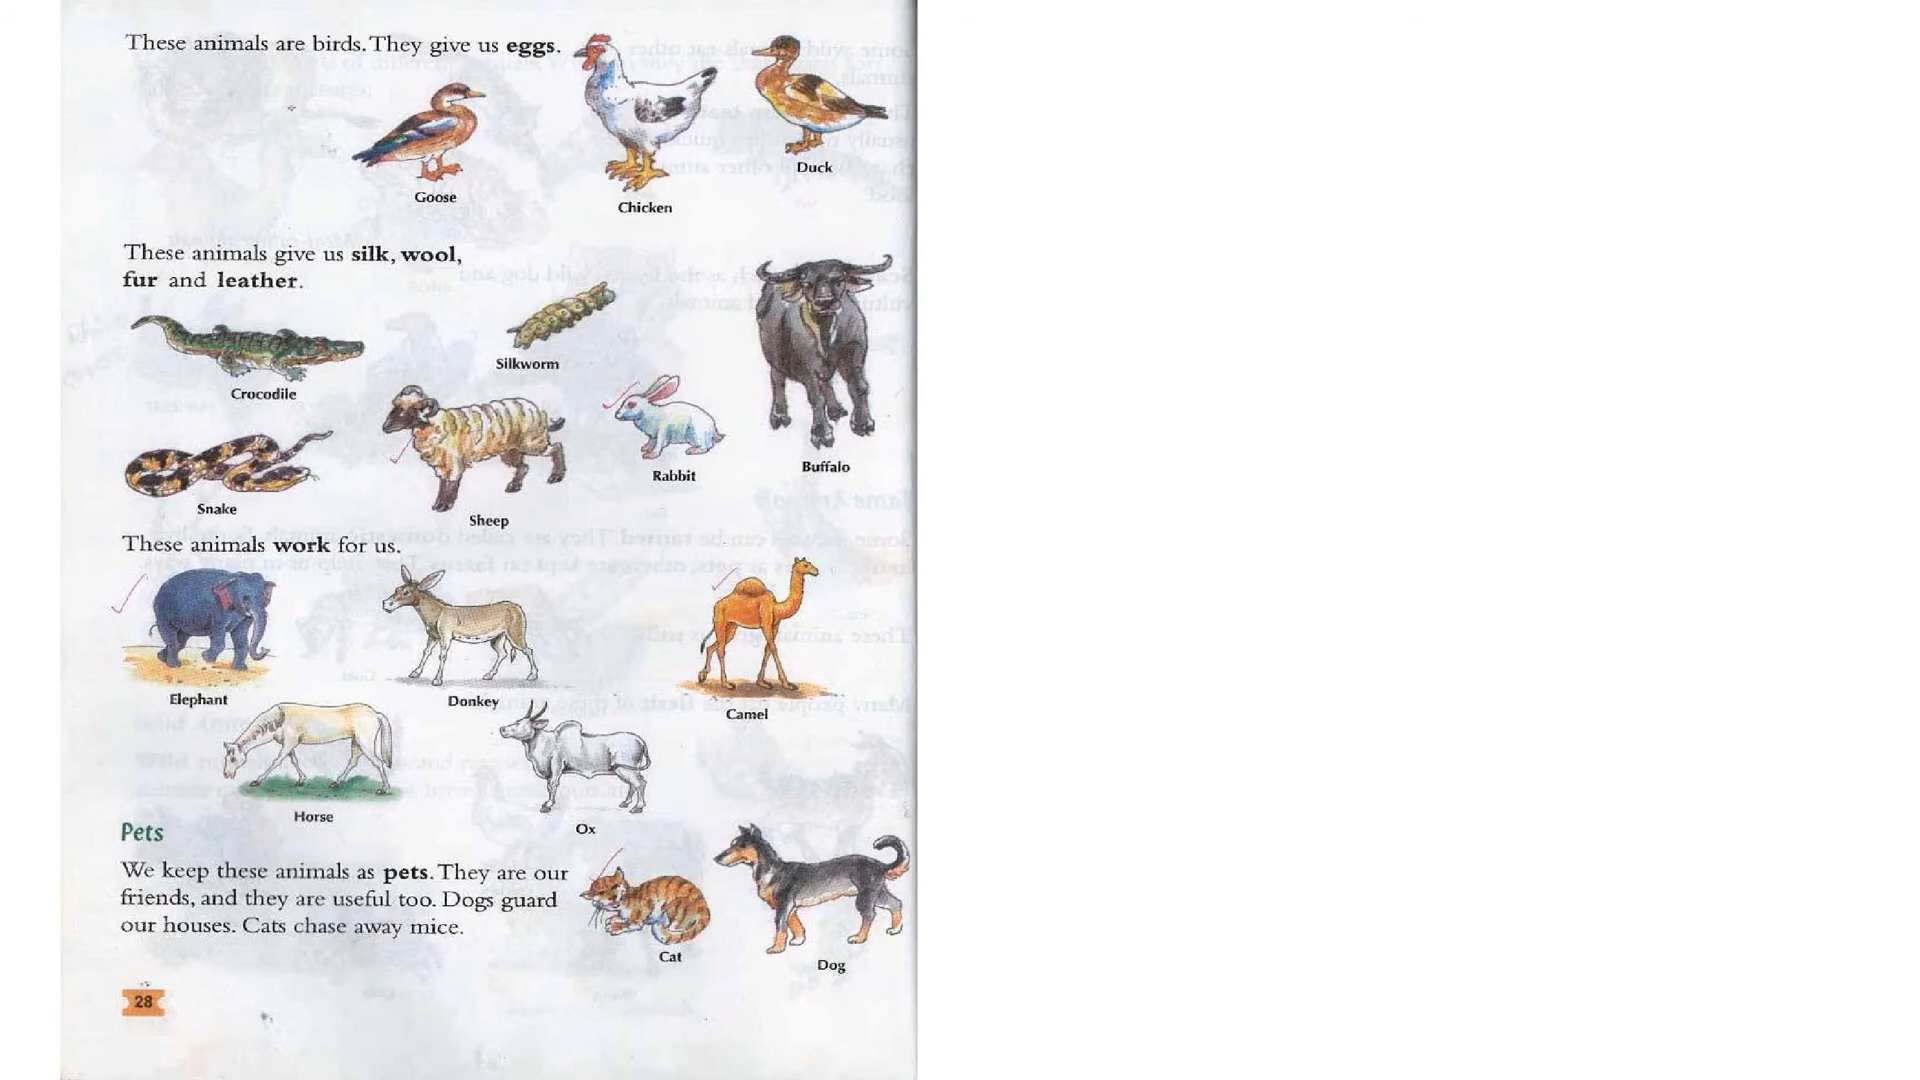 These animals are birds. They give us eggs.
Goose
Chicken
Duck
These animals give us silk, wool,
fur and leather.
Crocodile
Silkworm
Buffalo
Snake
Sheep
Rabbit
These animals work for us.
Elephant
Donkey
Camel
Horse
Ox
Pets
We keep these animals as pets. They are our
friends, and they are useful too. Dogs guard
our houses. Cats chase away mice.
Cat
Dog
28